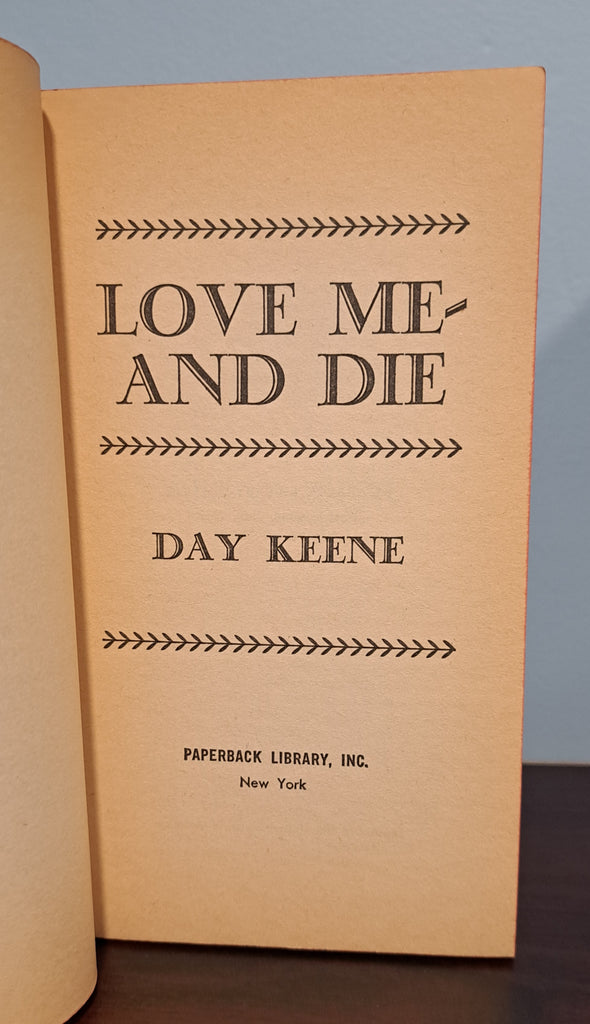 LOVE ME-
AND DIE
DAY KEENE
PAPERBACK LIBRARY, INC.
New York